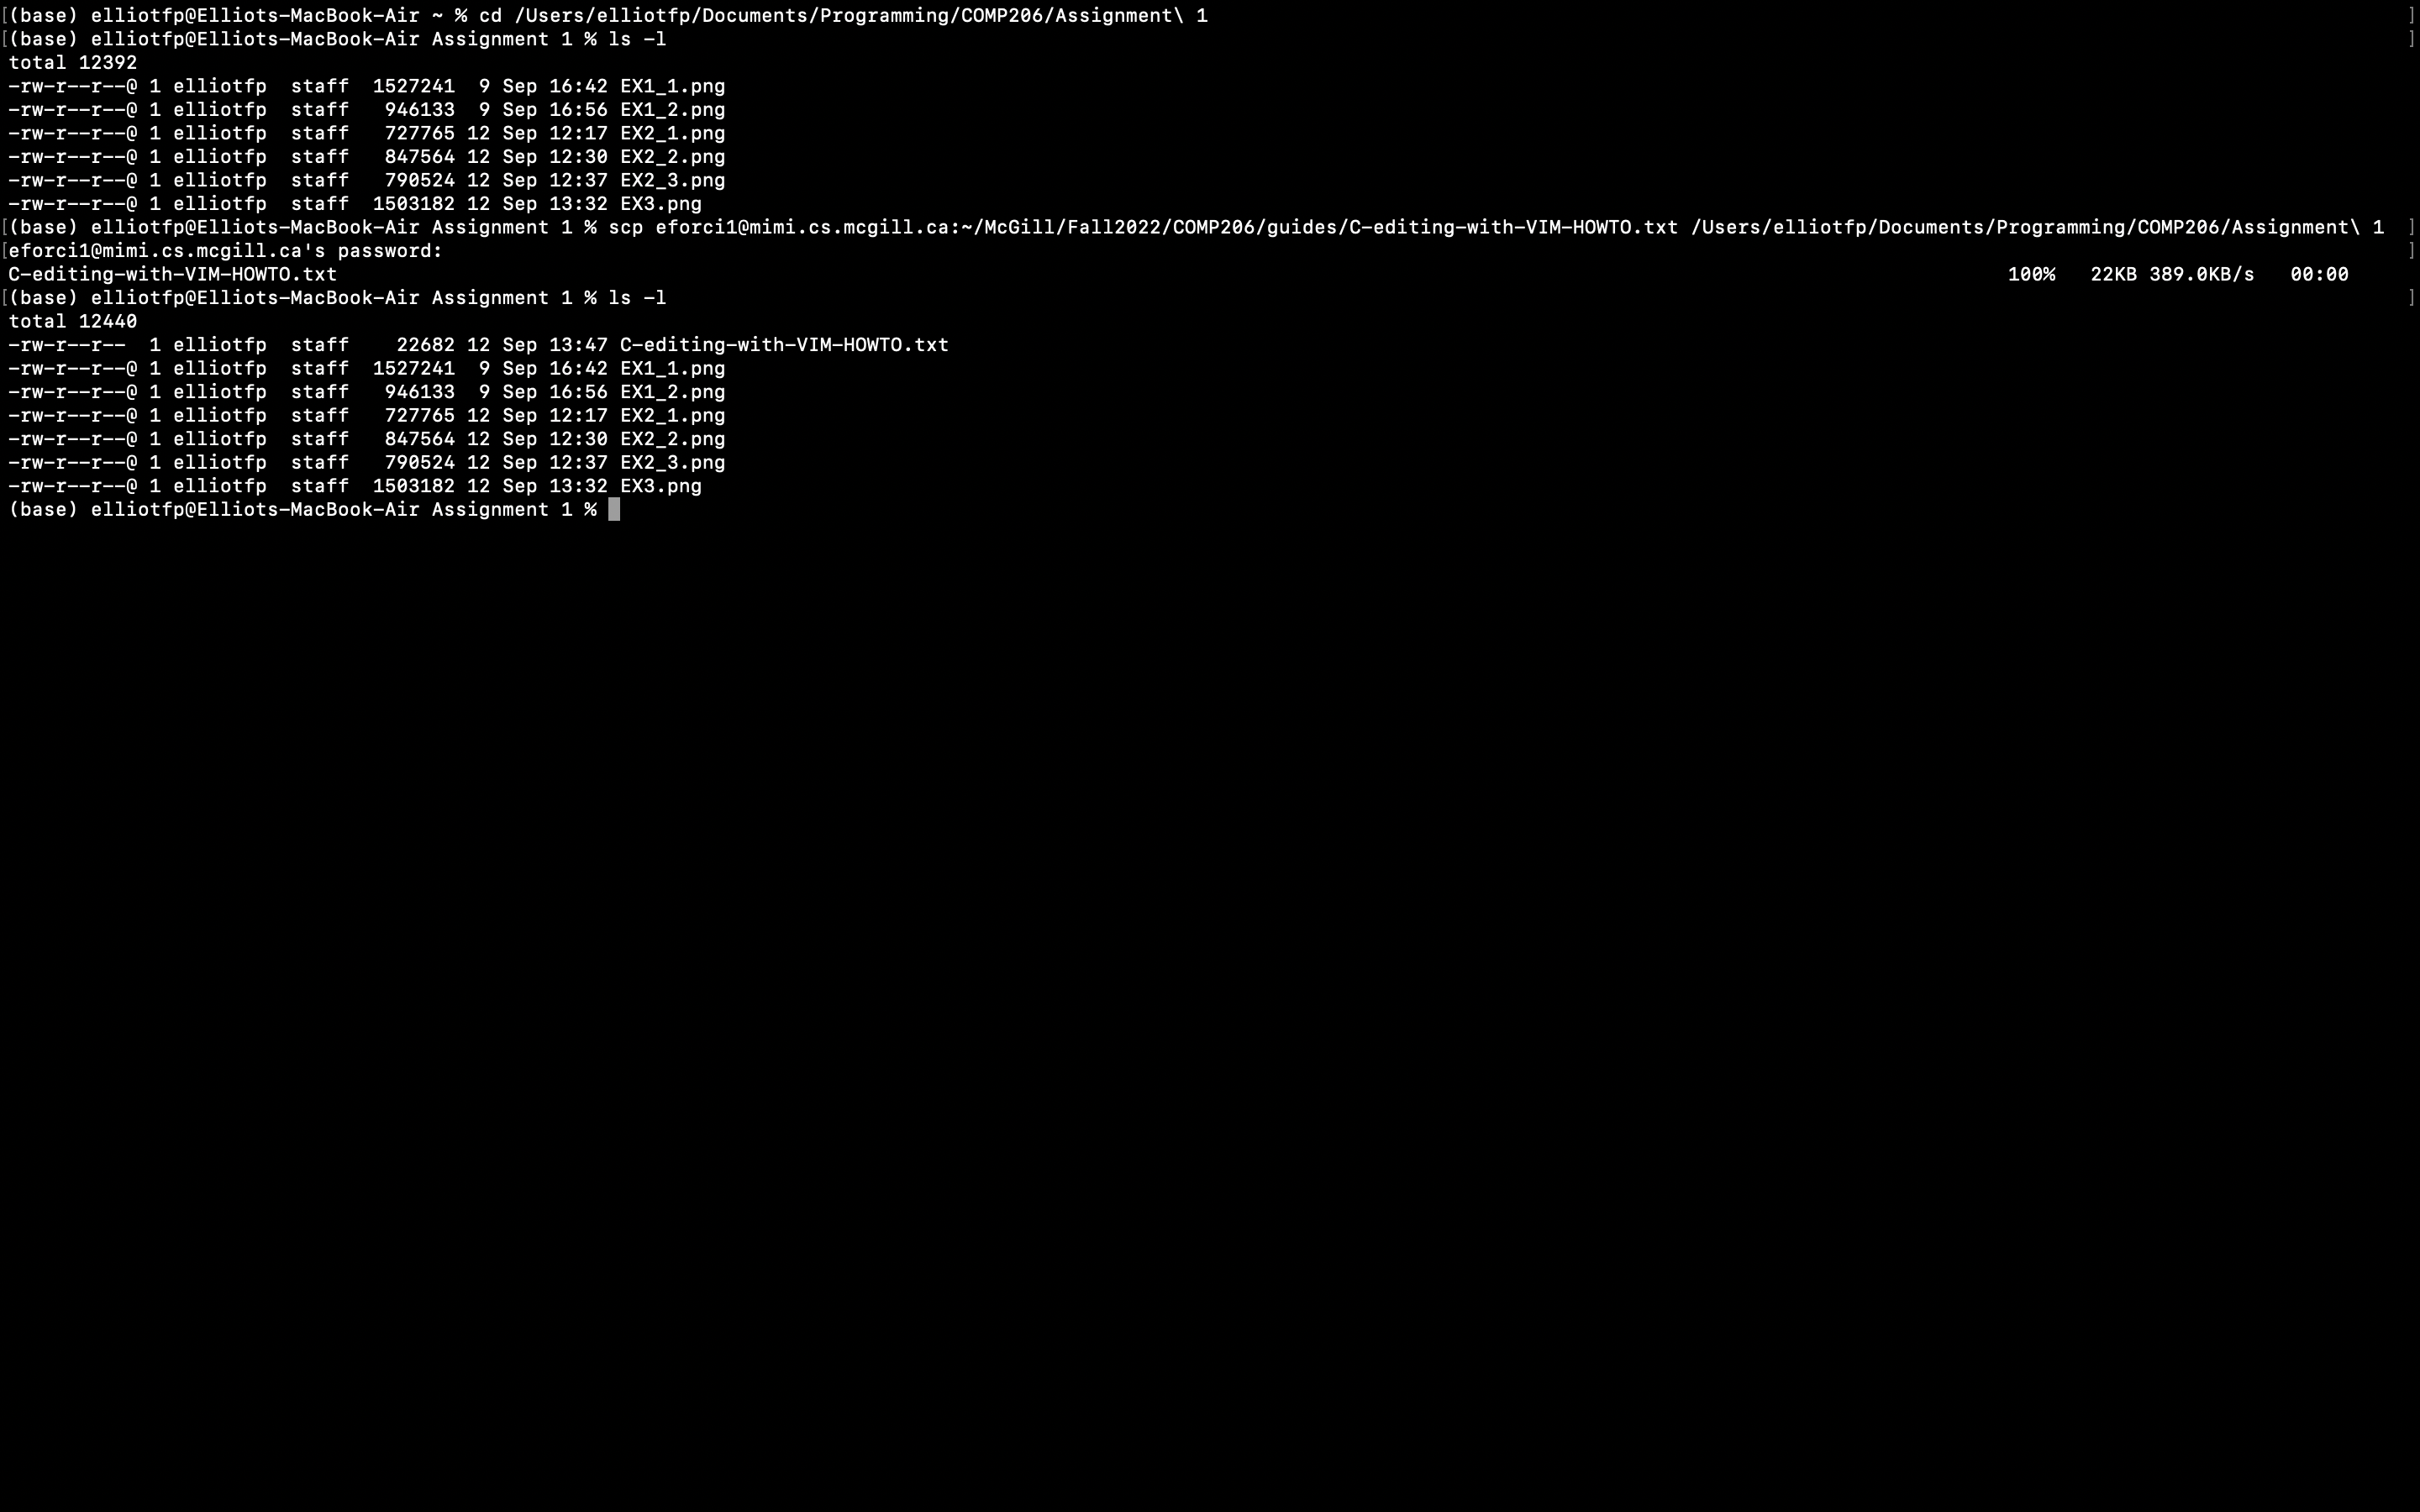 [(base) elliotfp@Elliots-MacBook-Air ~ % cd /Users/elliotfp/Documents/Programming/COMP206/Assignment\ 1 ]
[(base) elliotfp@Elliots-MacBook-Air Assignment 1 % ls -l ]
total 12392
-rw-r--r--@ 1 elliotfp  staff  1527241  9 Sep 16:42 EX1_1.png
-rw-r--r--@ 1 elliotfp  staff   946133  9 Sep 16:56 EX1_2.png
-rw-r--r--@ 1 elliotfp  staff   727765 12 Sep 12:17 EX2_1.png
-rw-r--r--@ 1 elliotfp  staff   847564 12 Sep 12:30 EX2_2.png
-rw-r--r--@ 1 elliotfp  staff   790524 12 Sep 12:37 EX2_3.png
-rw-r--r--@ 1 elliotfp  staff  1503182 12 Sep 13:32 EX3.png
[(base) elliotfp@Elliots-MacBook-Air Assignment 1 % scp eforci1@mimi.cs.mcgill.ca:~/McGill/Fall2022/COMP206/guides/C-editing-with-VIM-HOWTO.txt /Users/elliotfp/Documents/Programming/COMP206/Assignment\ 1 ]
[eforci1@mimi.cs.mcgill.ca's password: ]
C-editing-with-VIM-HOWTO.txt 100% 22KB 389.0KB/s 00:00
[(base) elliotfp@Elliots-MacBook-Air Assignment 1 % ls -l ]
total 12440
-rw-r--r--  1 elliotfp  staff    22682 12 Sep 13:47 C-editing-with-VIM-HOWTO.txt
-rw-r--r--@ 1 elliotfp  staff  1527241  9 Sep 16:42 EX1_1.png
-rw-r--r--@ 1 elliotfp  staff   946133  9 Sep 16:56 EX1_2.png
-rw-r--r--@ 1 elliotfp  staff   727765 12 Sep 12:17 EX2_1.png
-rw-r--r--@ 1 elliotfp  staff   847564 12 Sep 12:30 EX2_2.png
-rw-r--r--@ 1 elliotfp  staff   790524 12 Sep 12:37 EX2_3.png
-rw-r--r--@ 1 elliotfp  staff  1503182 12 Sep 13:32 EX3.png
(base) elliotfp@Elliots-MacBook-Air Assignment 1 %